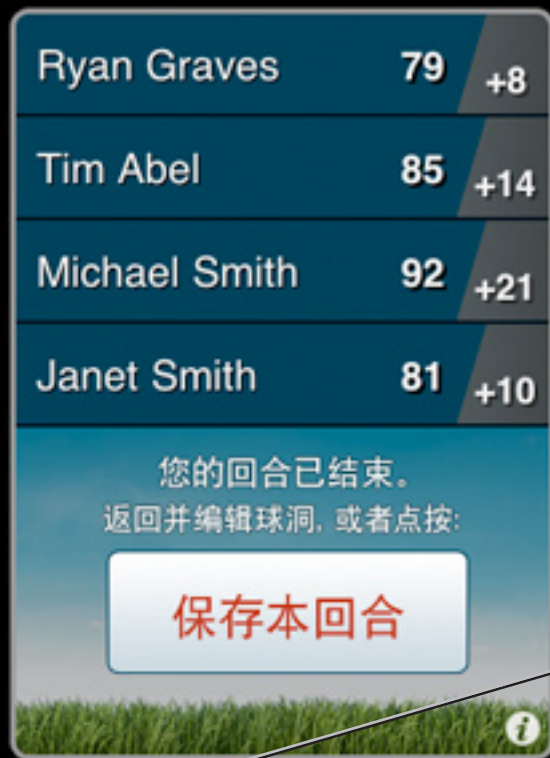 Ryan Graves 79 +8
Tim Abel 85 +14
Michael Smith 92 +21
Janet Smith 81 +10
您的回合已结束。
返回并编辑球洞, 或者点按:
保存本回合
i